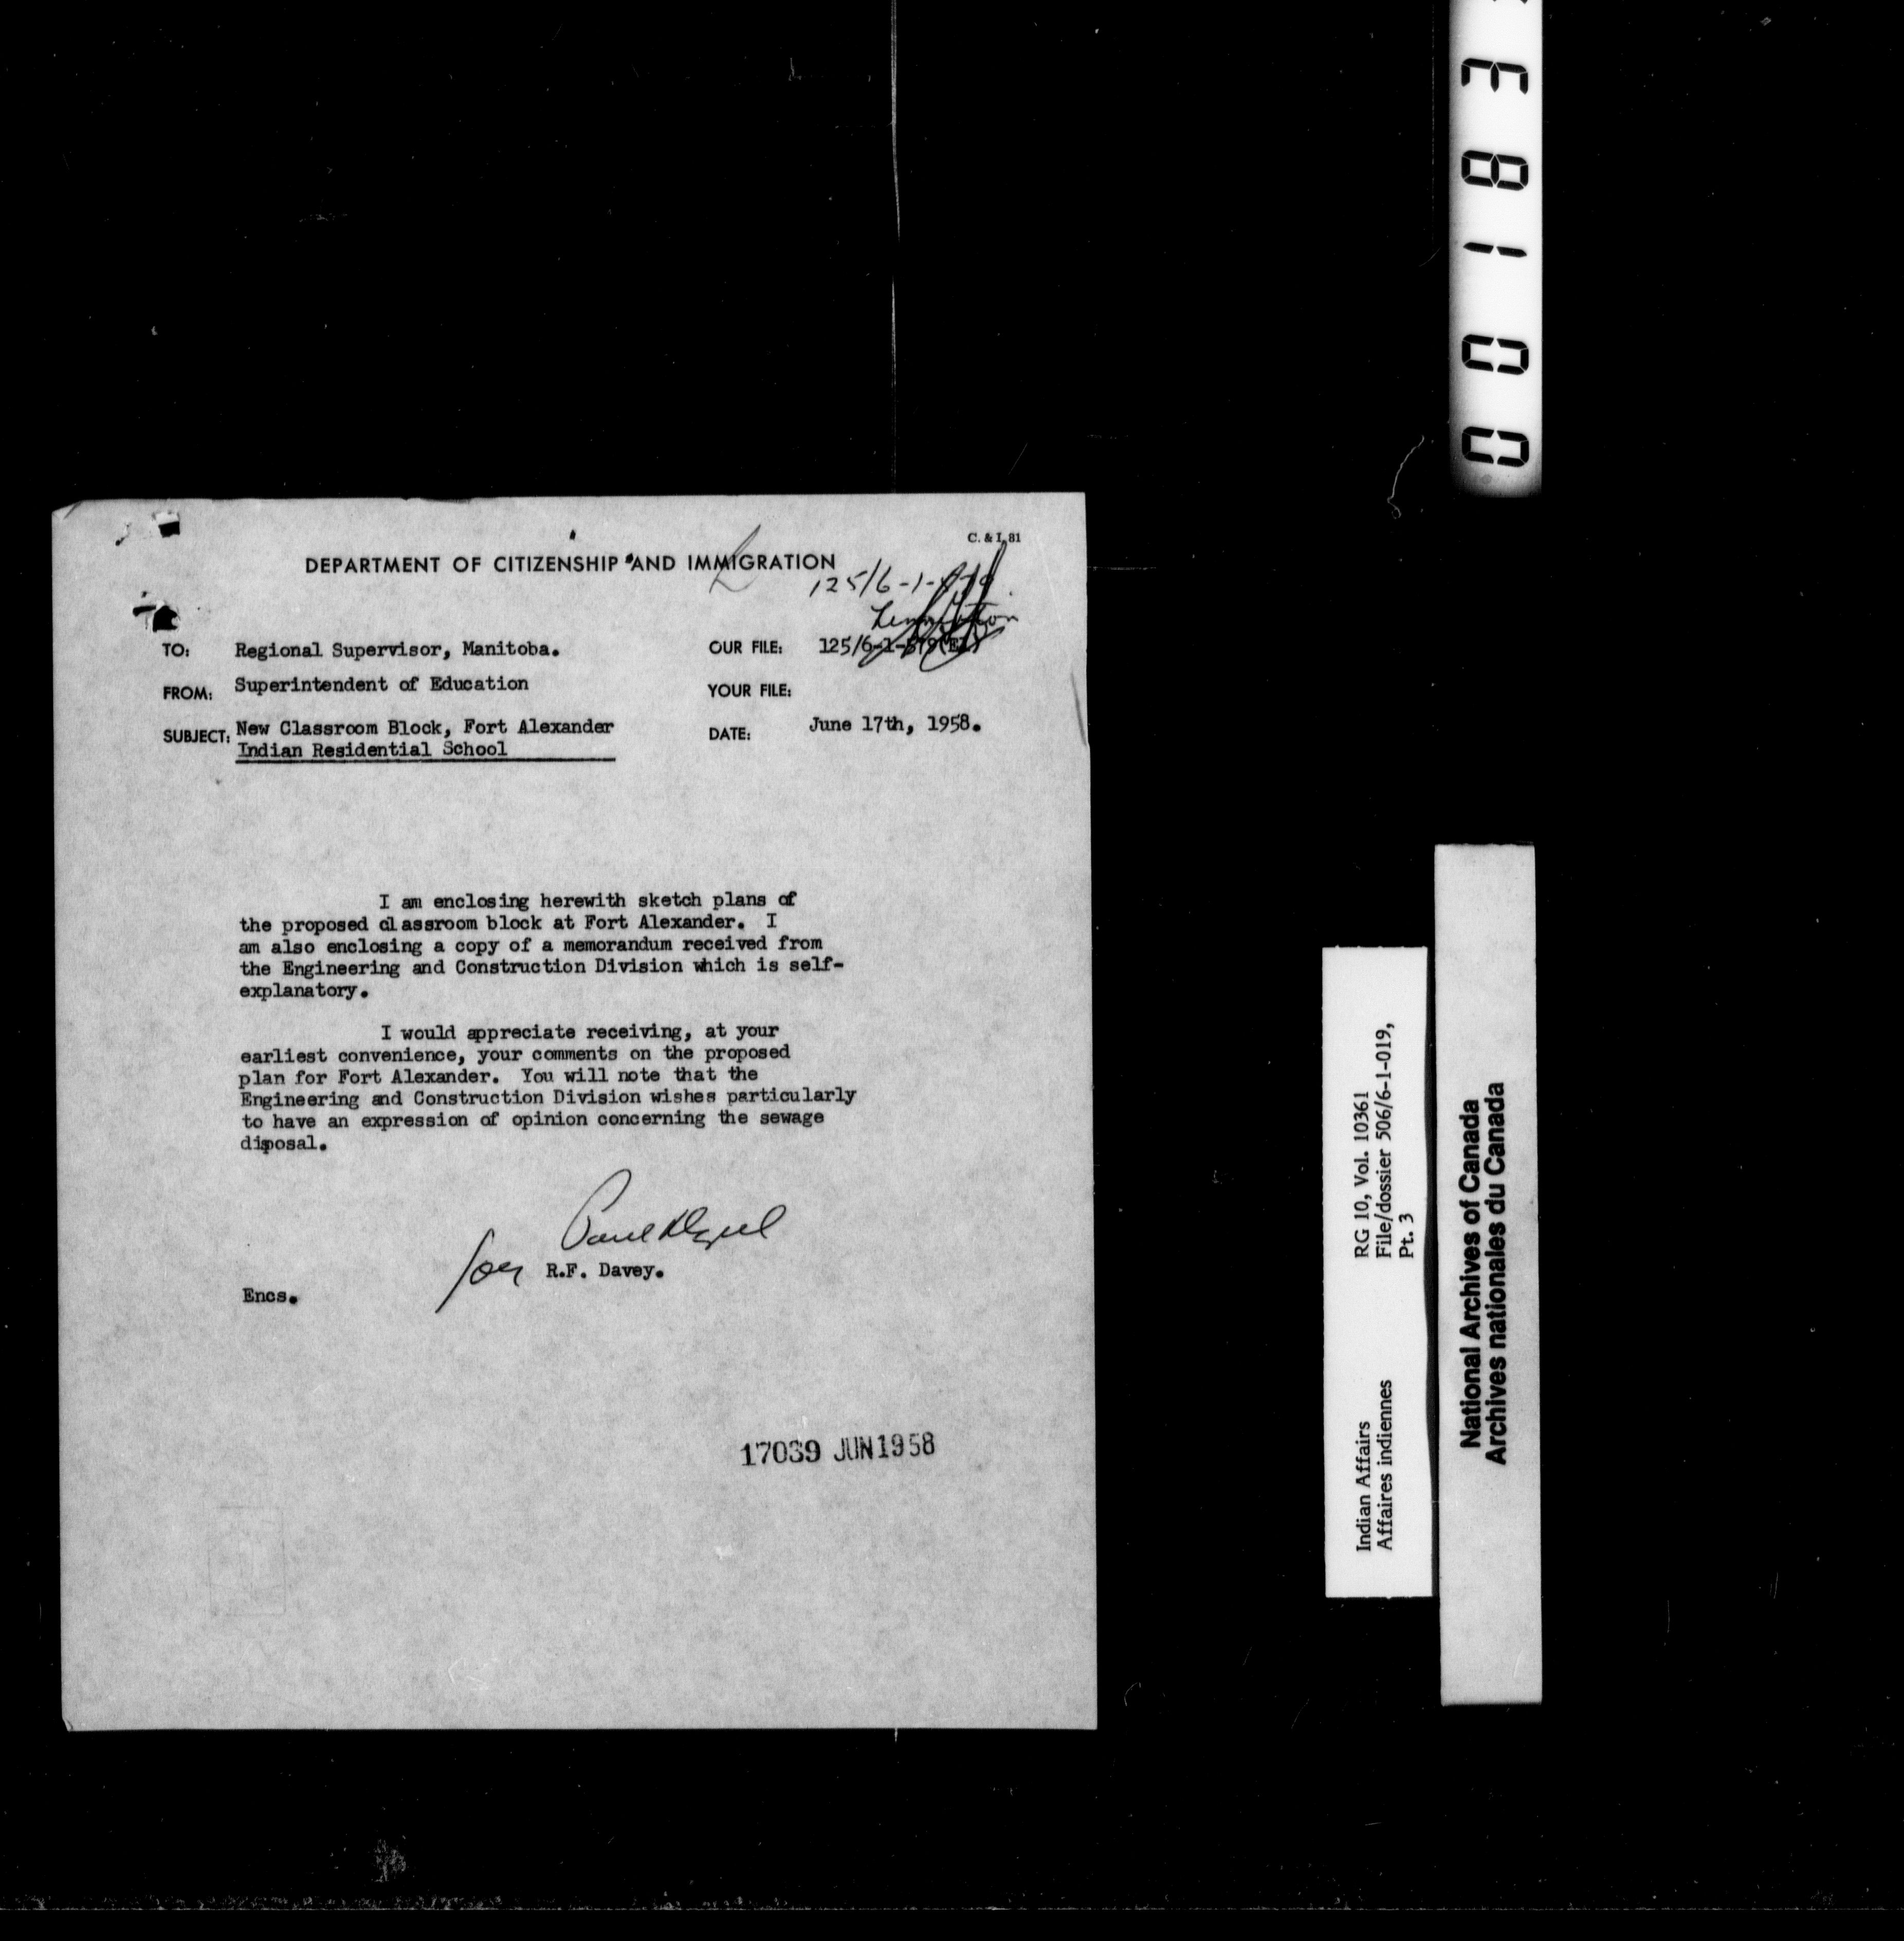 C. & I. 81
DEPARTMENT OF CITIZENSHIP AND IMMIGRATION
125/6-1-
TO: Regional Supervisor, Manitoba.
OUR FILE: 125/6-1-
FROM: Superintendent of Education
YOUR FILE:
SUBJECT: New Classroom Block, Fort Alexander
Indian Residential School
DATE: June 17th, 1958.
I am enclosing herewith sketch plans of
the proposed classroom block at Fort Alexander. I
am also enclosing a copy of a memorandum received from
the Engineering and Construction Division which is self-
explanatory.
I would appreciate receiving, at your
earliest convenience, your comments on the proposed
plan for Fort Alexander. You will note that the
Engineering and Construction Division wishes particularly
to have an expression of opinion concerning the sewage
disposal.
for R.F. Davey.
Encs.
17039 JUN 1958
00183
RG 10, Vol. 10361
File/dossier 506/6-1-019,
Pt. 3
Indian Affairs
Affaires indiennes
National Archives of Canada
Archives nationales du Canada